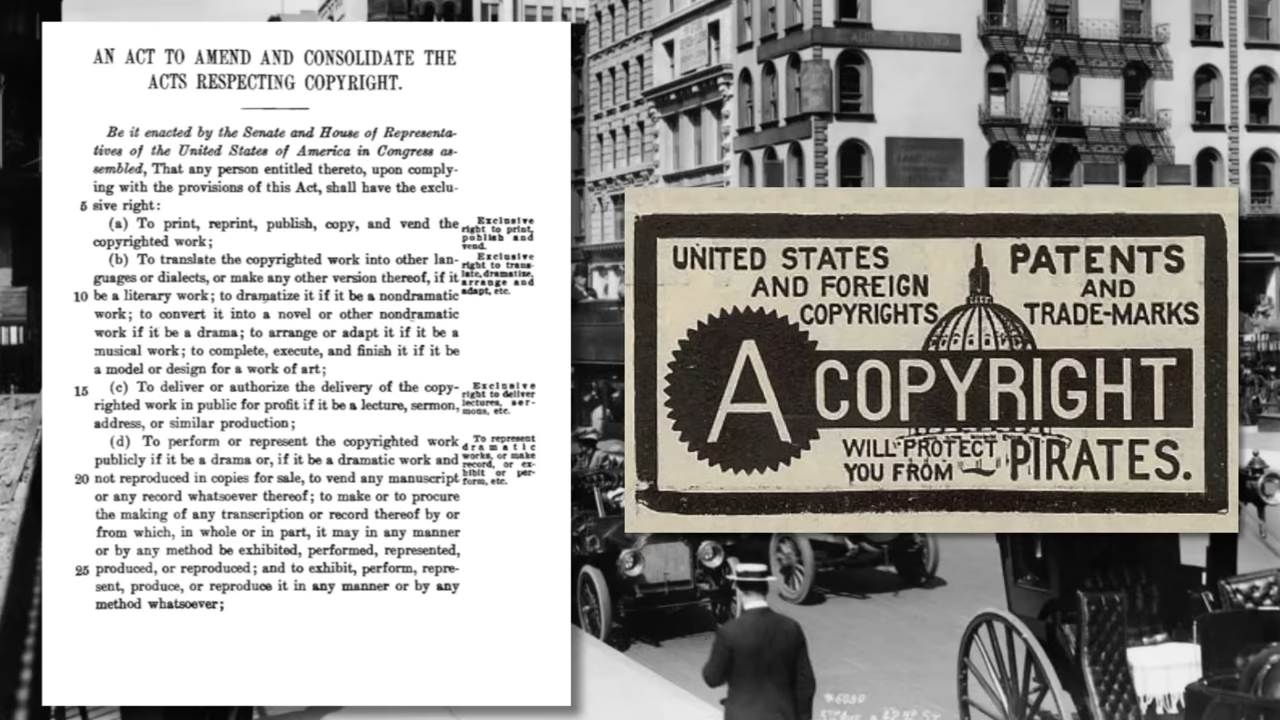 AN ACT TO AMEND AND CONSOLIDATE THE
ACTS RESPECTING COPYRIGHT.
Be it enacted by the Senate and House of Representa-
tives of the United States of America in Congress as-
sembled, That any person entitled thereto, upon comply-
ing with the provisions of this Act, shall have the exclu-
5 sive right:
(a) To print, reprint, publish, copy, and vend the
copyrighted work;
Exclusive
right to print,
publish and
vend.
(b) To translate the copyrighted work into other lan-
guages or dialects, or make any other version thereof, if it
10 be a literary work; to dramatize it if it be a nondramatic
work; to convert it into a novel or other nondramatic
work if it be a drama; to arrange or adapt it if it be a
musical work; to complete, execute, and finish it if it be
a model or design for a work of art;
Exclusive
right to trans-
late, dramatize,
arrange and
adapt, etc.
15 (c) To deliver or authorize the delivery of the copy-
righted work in public for profit if it be a lecture, sermon,
address, or similar production;
Exclusive
right to deliver
lectures, ser-
mons, etc.
(d) To perform or represent the copyrighted work
publicly if it be a drama or, if it be a dramatic work and
20 not reproduced in copies for sale, to vend any manuscript
or any record whatsoever thereof; to make or to procure
the making of any transcription or record thereof by or
from which, in whole or in part, it may in any manner
or by any method be exhibited, performed, represented,
25 produced, or reproduced; and to exhibit, perform, repre-
sent, produce, or reproduce it in any manner or by any
method whatsoever;
To represent
dramatic
works, or make
record, or ex-
hibit or per-
form, etc.
UNITED STATES
AND FOREIGN
COPYRIGHTS
PATENTS
AND
TRADE-MARKS
A COPYRIGHT
WILL PROTECT
YOU FROM PIRATES.